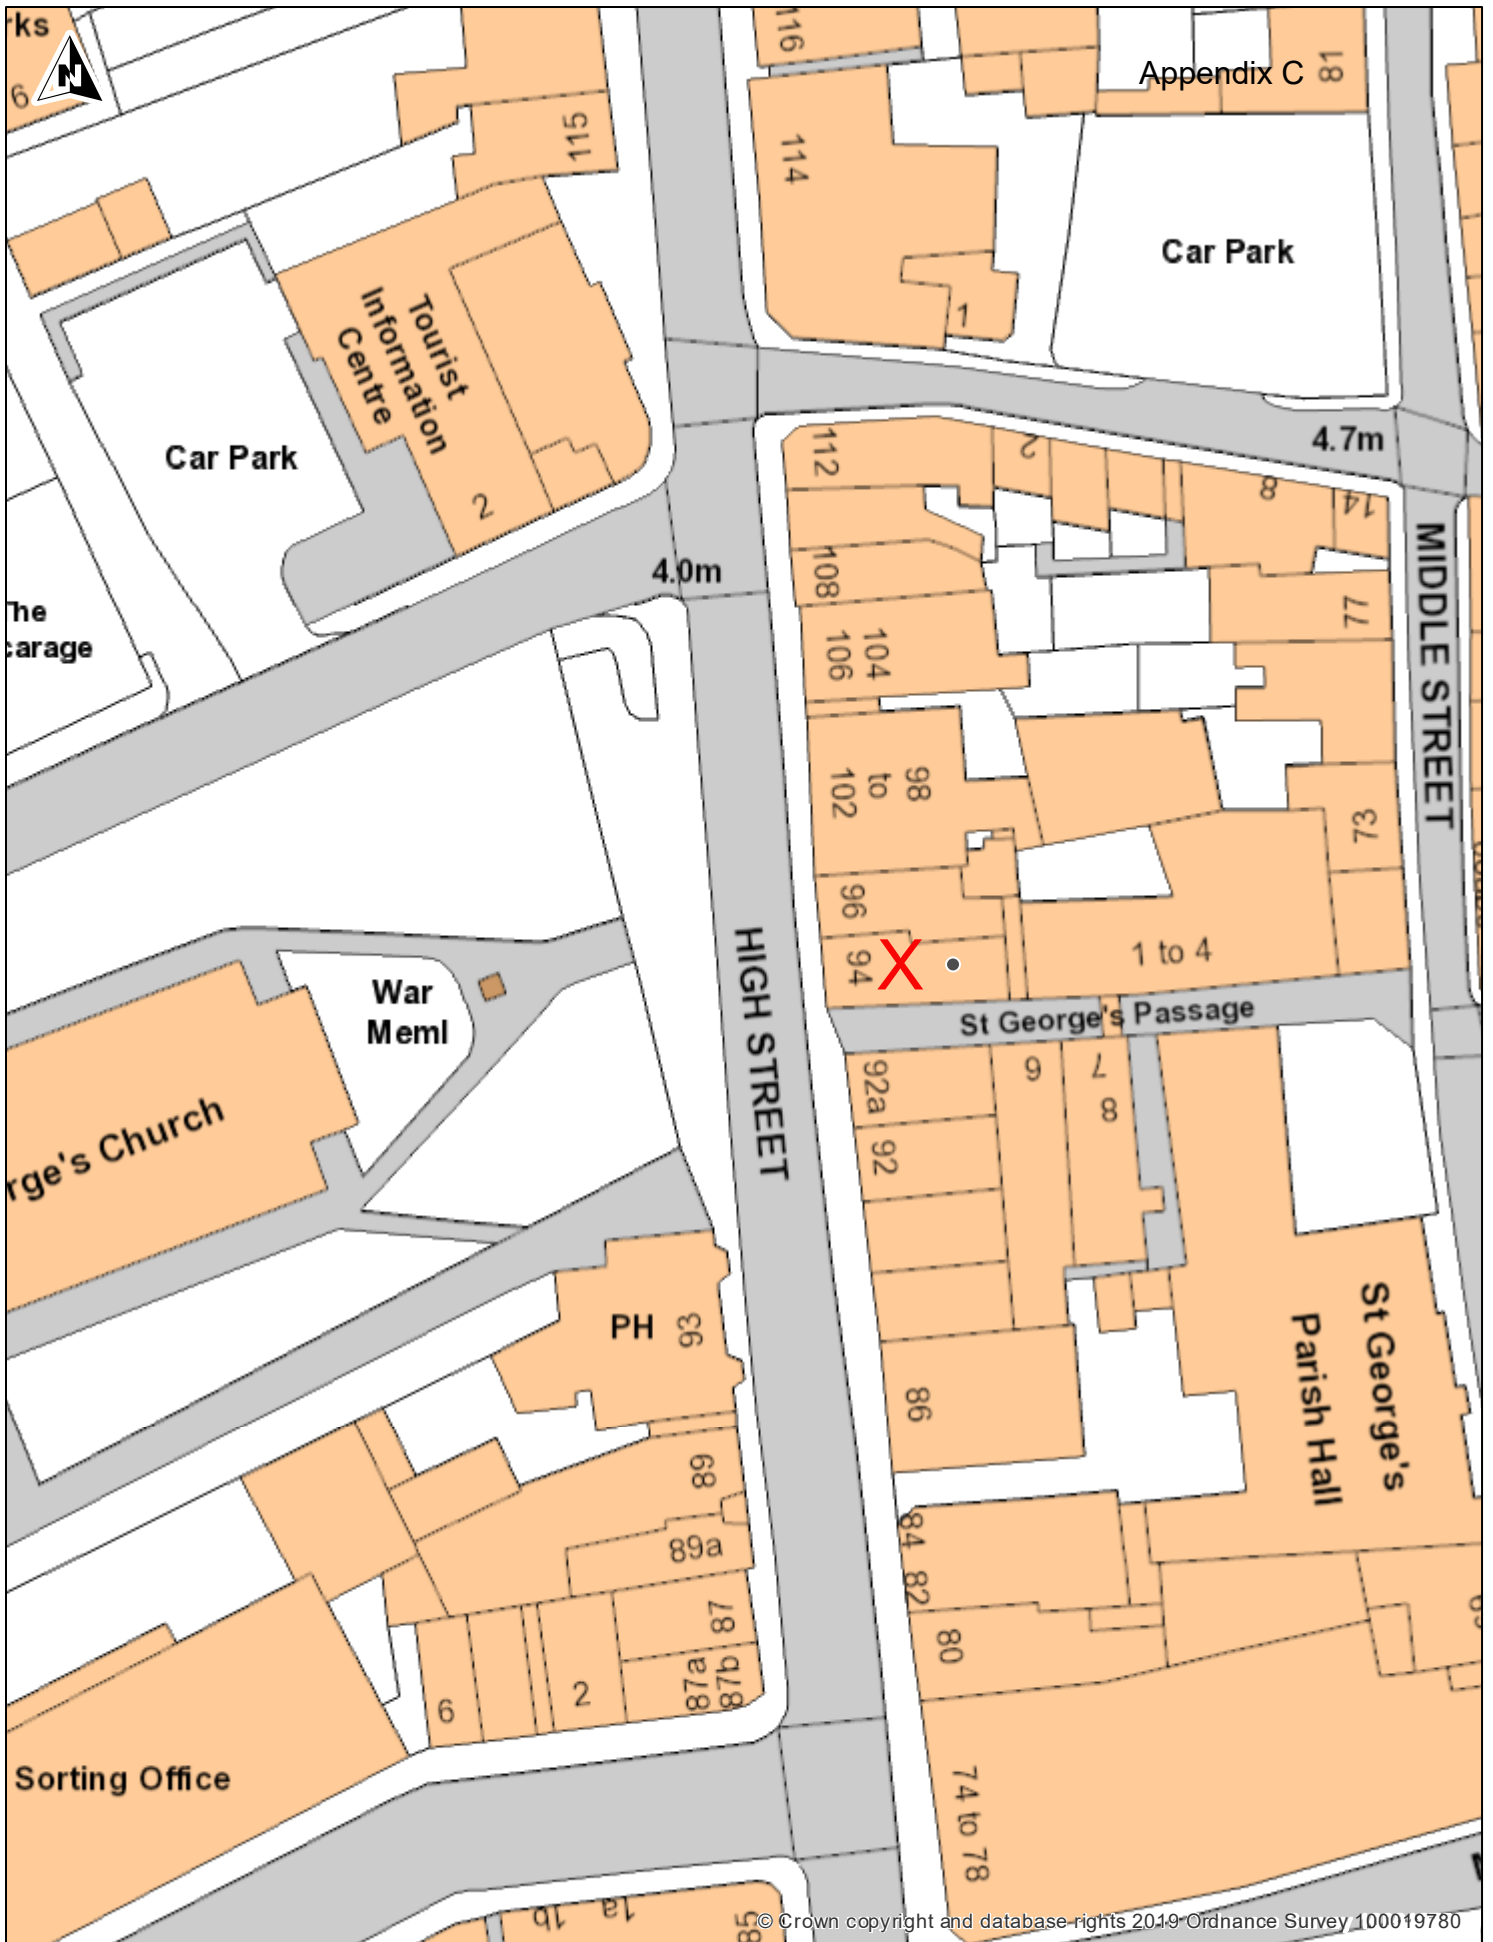 rks
6
N
116
Appendix C
81
115
114
Car Park
1
Tourist
Information
Centre
2
Car Park
112
2
8
14
4.7m
4.0m
108
77
The
carage
104
106
MIDDLE STREET
98
to
102
73
96
94
X
1 to 4
HIGH STREET
War
Meml
St George's Passage
92a
6
7
8
92
rge's Church
PH
93
86
St George's
Parish Hall
89
89a
84
82
87
80
87a
87b
6
2
Sorting Office
74 to 78
1b
1a
85
© Crown copyright and database rights 2019 Ordnance Survey 100019780